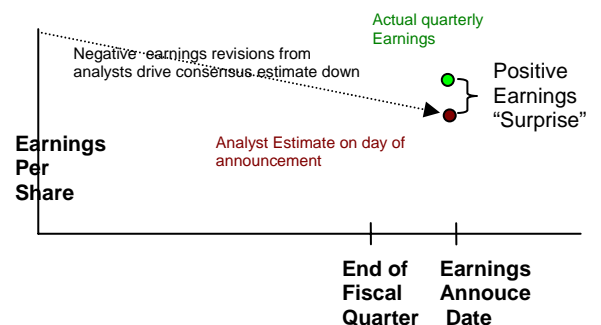 Actual quarterly
Earnings
Negative earnings revisions from
analysts drive consensus estimate down
Positive
Earnings
“Surprise”
Analyst Estimate on day of
announcement
Earnings
Per
Share
End of
Fiscal
Quarter
Earnings
Annouce
Date